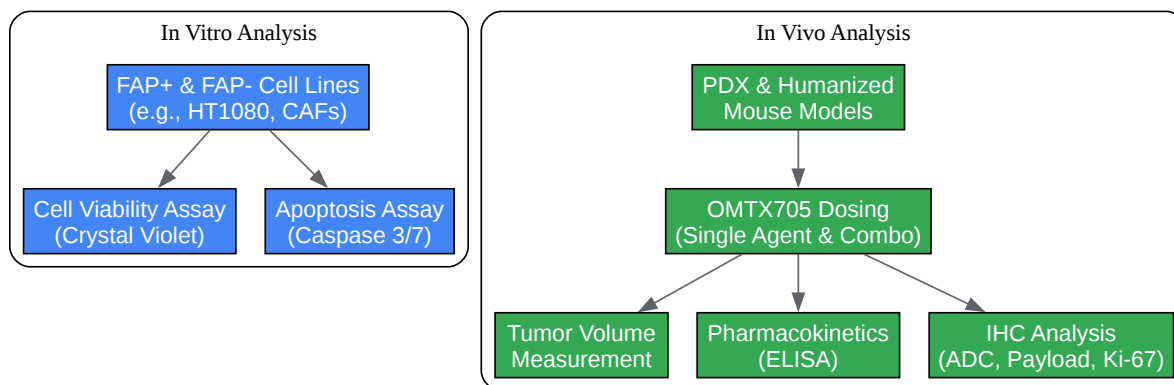 In Vitro Analysis
FAP+ & FAP- Cell Lines
(e.g., HT1080, CAFs)
Cell Viability Assay
(Crystal Violet)
Apoptosis Assay
(Caspase 3/7)
In Vivo Analysis
PDX & Humanized
Mouse Models
OMTX705 Dosing
(Single Agent & Combo)
Tumor Volume
Measurement
Pharmacokinetics
(ELISA)
IHC Analysis
(ADC, Payload, Ki-67)